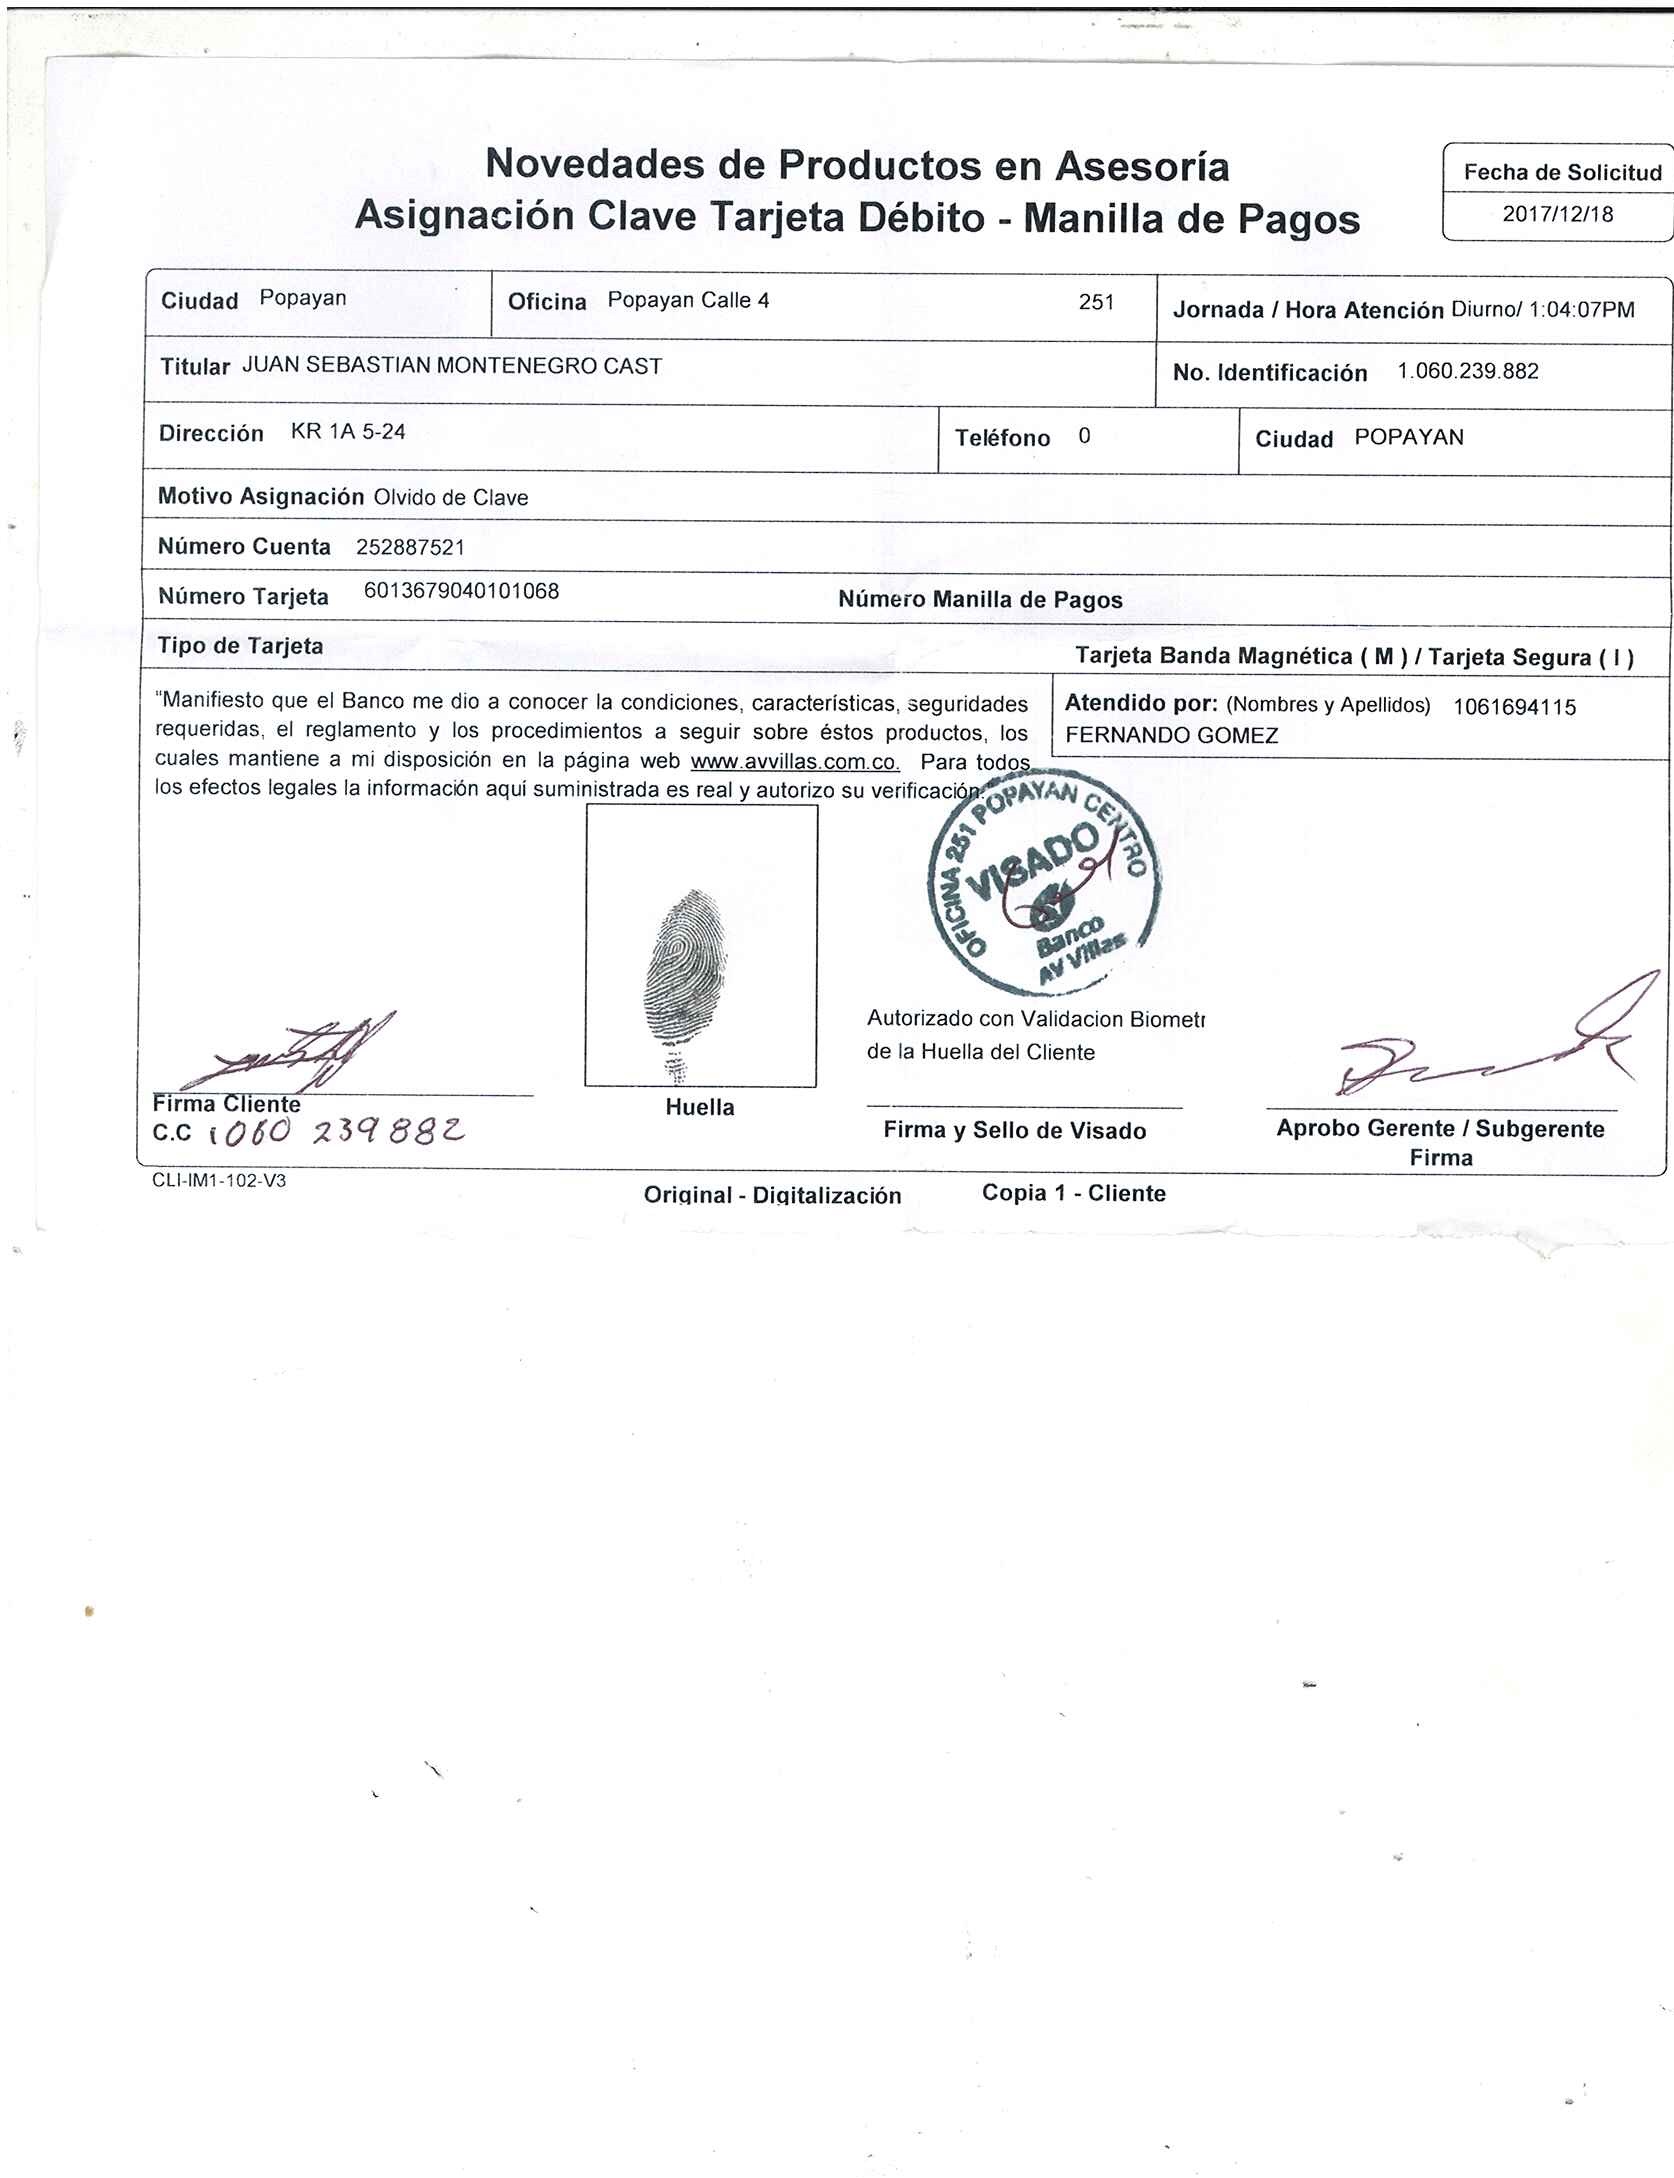 Novedades de Productos en Asesoría
Asignación Clave Tarjeta Débito - Manilla de Pagos
Fecha de Solicitud
2017/12/18
Ciudad Popayan Oficina Popayan Calle 4 251 Jornada / Hora Atención Diurno/ 1:04:07PM
Titular JUAN SEBASTIAN MONTENEGRO CAST No. Identificación 1.060.239.882
Dirección KR 1A 5-24 Teléfono 0 Ciudad POPAYAN
Motivo Asignación Olvido de Clave
Número Cuenta 252887521
Número Tarjeta 6013679040101068 Número Manilla de Pagos
Tipo de Tarjeta Tarjeta Banda Magnética ( M ) / Tarjeta Segura ( I )
"Manifiesto que el Banco me dio a conocer la condiciones, características, seguridades
requeridas, el reglamento y los procedimientos a seguir sobre éstos productos, los
cuales mantiene a mi disposición en la página web www.avvillas.com.co. Para todos
los efectos legales la información aquí suministrada es real y autorizo su verificación."
Atendido por: (Nombres y Apellidos) 1061694115
FERNANDO GOMEZ
OFICINA 251 POPAYAN CENTRO
VISADO
Banco
AV Villas
Autorizado con Validacion Biometr
de la Huella del Cliente
Firma Cliente
C.C 1060 239882
Huella
Firma y Sello de Visado
Aprobo Gerente / Subgerente
Firma
CLI-IM1-102-V3
Original - Digitalización Copia 1 - Cliente